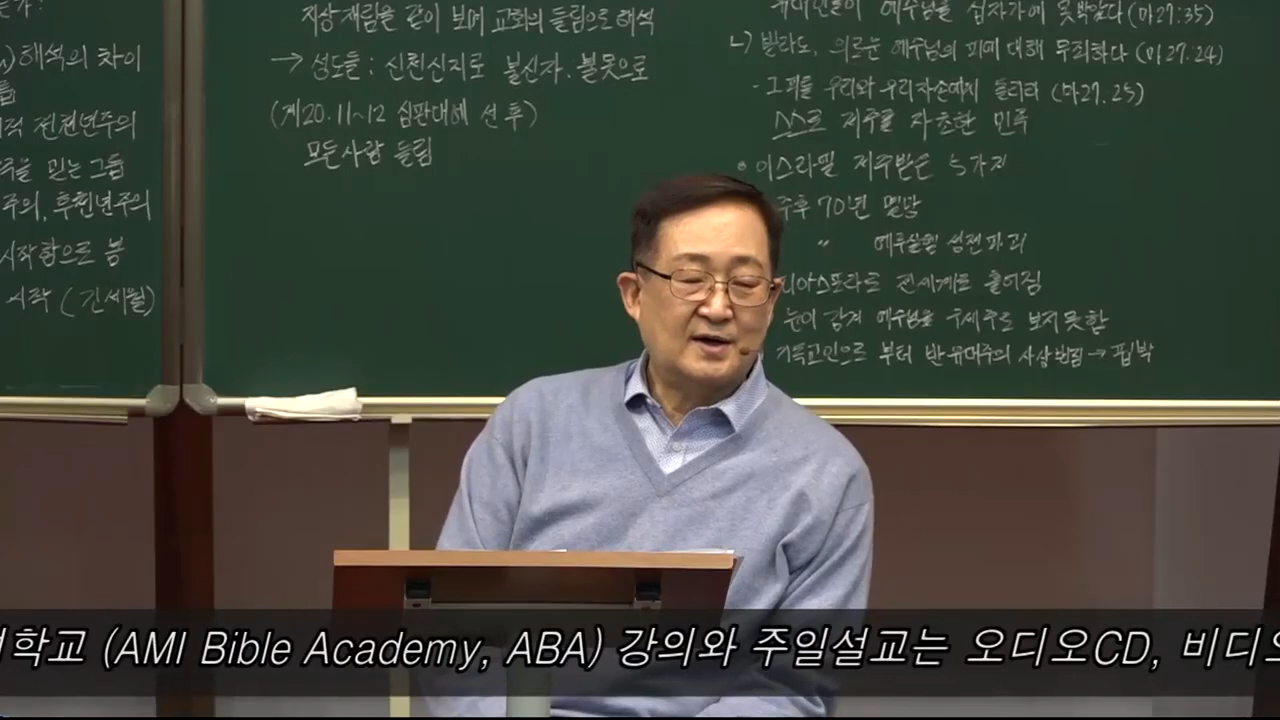 해석의 차이
전천년주의
믿는 그룹
주의, 후천년주의
시작함으로 봄
시작 (긴세월)
지상재림을 같이 보며 교회의 들림으로 해석
→ 성도들 : 신천신지로 불신자. 불못으로
(계20.11~12 심판대에 선 후)
모든사람 들림
유대인들이 예수님을 십자가에 못박았다 (마27:35)
ㄴ) 빌라도, 의로운 예수님의 피에 대해 무죄하다 (마27.24)
- 그 피를 우리와 우리자손에게 돌리라 (마27.25)
스스로 저주를 자초한 민족
• 이스라엘 저주받은 5가지
주후 70년 멸망
" 예루살렘 성전파괴
디아스포라로 전세계로 흩어짐
눈이 감겨 예수님을 구세주로 보지 못함
기독교인으로 부터 반유대주의 사상 → 핍박
학교 (AMI Bible Academy, ABA) 강의와 주일설교는 오디오CD, 비디오